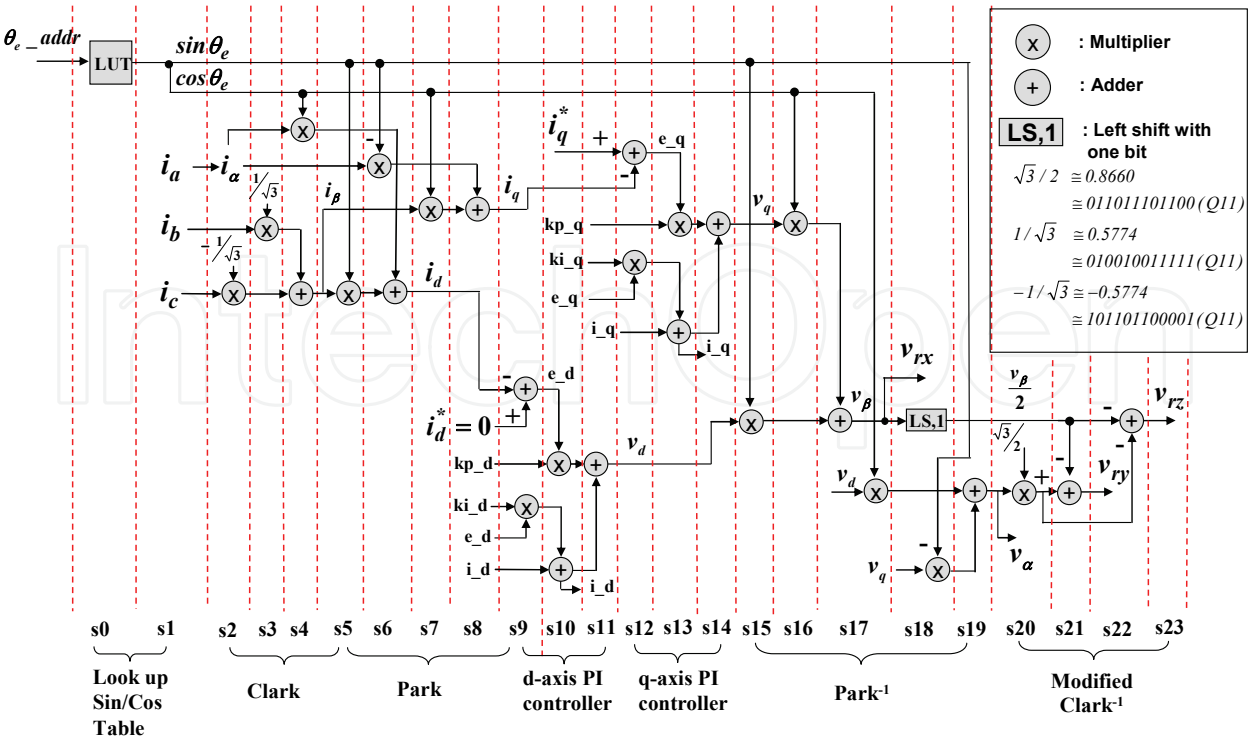 θe _addr
LUT
sin θe
cos θe
x
-
x
ia
iα
1/√3
iβ
iq
x
+
ib
x
- 1/√3
ic
x
+
x
+
id
i*q
+
+
-
e_q
kp_q
x
+
vq
x
ki_q
x
e_q
i_q
+
i_q
-
+
e_d
i*d = 0
+
kp_d
x
+
vd
ki_d
x
e_d
i_d
+
i_d
x
+
vβ
vrx
LS,1
vβ/2
√3/2
-
+
vrz
-
vd
x
+
x
+
-
+
vry
-
vq
x
vα
x : Multiplier
+ : Adder
LS,1 : Left shift with
one bit
√3 / 2 ≅ 0.8660
≅ 011011101100 (Q11)
1 / √3 ≅ 0.5774
≅ 010010011111 (Q11)
−1 / √3 ≅ −0.5774
≅ 101101100001 (Q11)
IntechOpen
s0 s1 s2 s3 s4 s5 s6 s7 s8 s9 s10 s11 s12 s13 s14 s15 s16 s17 s18 s19 s20 s21 s22 s23
Look up
Sin/Cos
Table
Clark
Park
d-axis PI
controller
q-axis PI
controller
Park-1
Modified
Clark-1